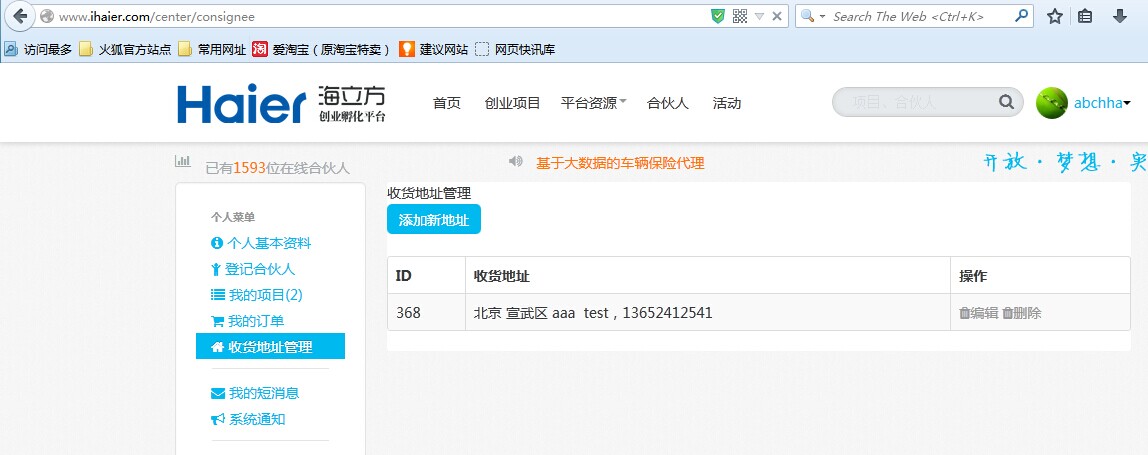 www.ihaier.com/center/consignee
Search The Web <Ctrl+K>
访问最多 火狐官方站点 常用网址 淘 爱淘宝（原淘宝特卖） 建议网站 网页快讯库
Haier 海立方
创业孵化平台
首页 创业项目 平台资源 合伙人 活动 项目、合伙人 abchha
已有1593位在线合伙人 基于大数据的车辆保险代理 开放·梦想·实
个人菜单
个人基本资料
登记合伙人
我的项目(2)
我的订单
收货地址管理
我的短消息
系统通知
收货地址管理
添加新地址
ID 收货地址 操作
368 北京 宣武区 aaa test，13652412541 编辑 删除